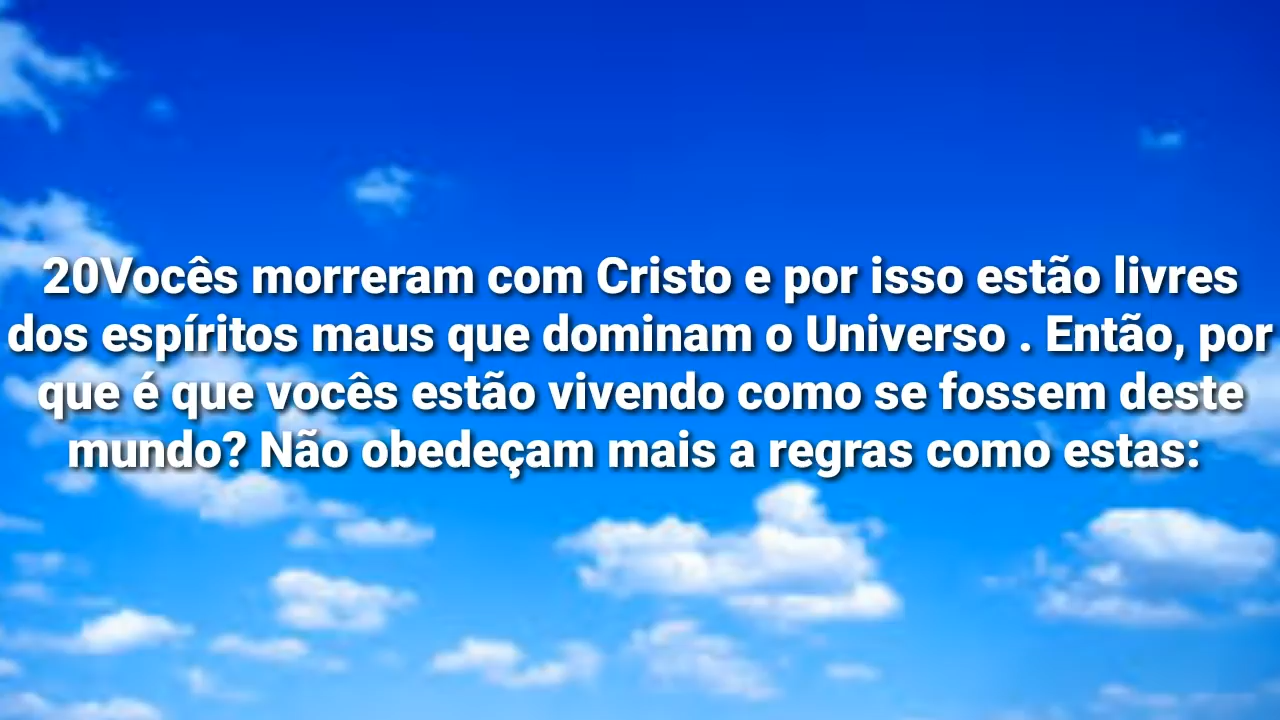 20Vocês morreram com Cristo e por isso estão livres
dos espíritos maus que dominam o Universo . Então, por
que é que vocês estão vivendo como se fossem deste
mundo? Não obedeçam mais a regras como estas: